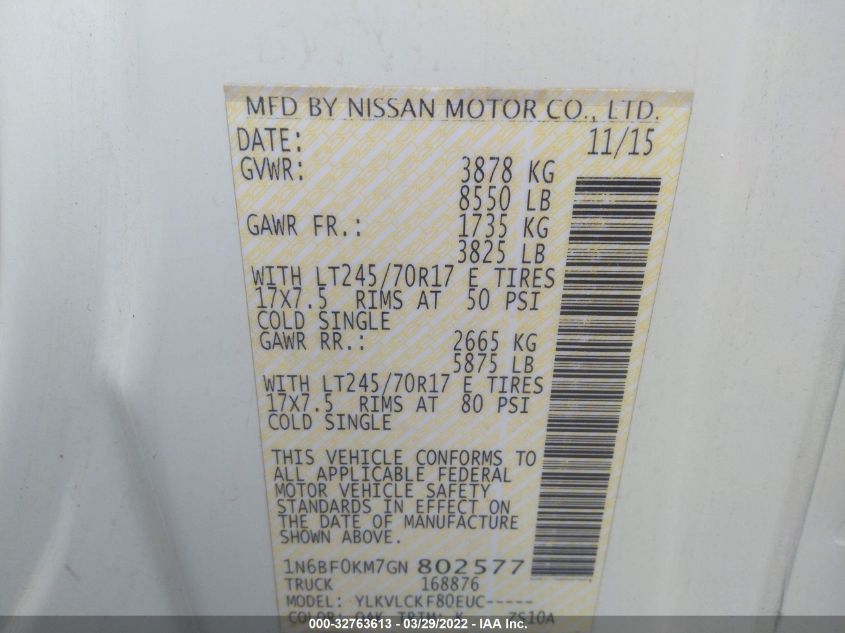 MFD BY NISSAN MOTOR CO., LTD.
DATE: 11/15
GVWR: 3878 KG
8550 LB
GAWR FR.: 1735 KG
3825 LB
WITH LT245/70R17 E TIRES
17X7.5 RIMS AT 50 PSI
COLD SINGLE
GAWR RR.: 2665 KG
5875 LB
WITH LT245/70R17 E TIRES
17X7.5 RIMS AT 80 PSI
COLD SINGLE
THIS VEHICLE CONFORMS TO
ALL APPLICABLE FEDERAL
MOTOR VEHICLE SAFETY
STANDARDS IN EFFECT ON
THE DATE OF MANUFACTURE
SHOWN ABOVE.
1N6BF0KM7GN 802577
TRUCK 168876
MODEL: YLKVLCKF80EUC-----
COLOR: QAK TRIM: K 7S10A
000-32763613 - 03/29/2022 - IAA Inc.